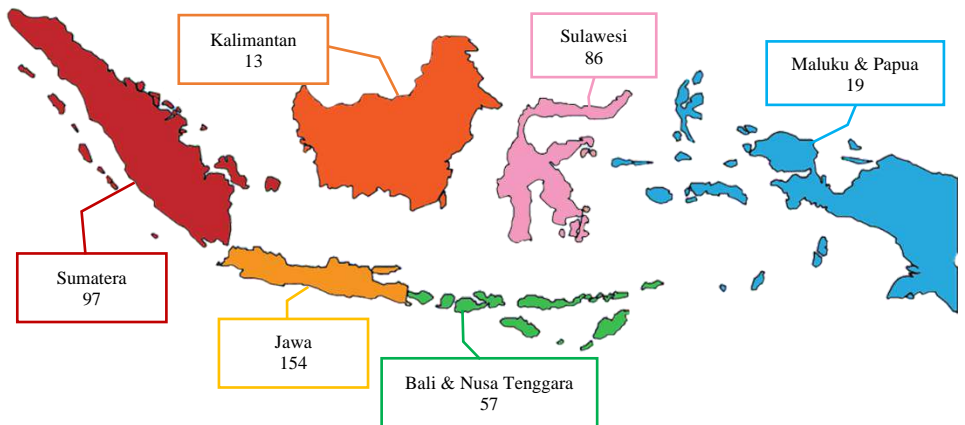 Kalimantan
13
Sulawesi
86
Maluku & Papua
19
Sumatera
97
Jawa
154
Bali & Nusa Tenggara
57